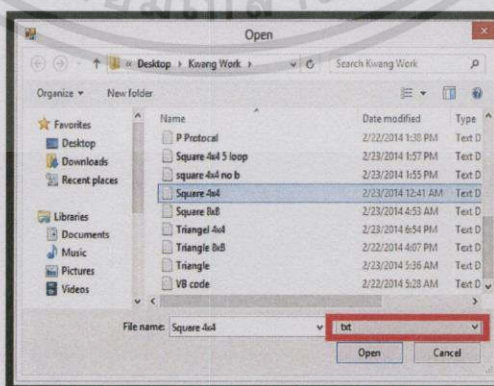 Open
Desktop › Kwang Work ›
Search Kwang Work
Organize
New folder
Name
Date modified
Type
Favorites
Desktop
Downloads
Recent places
Libraries
Documents
Music
Pictures
Videos
P Protocal 2/22/2014 1:38 PM Text D
Square 4x4 5 loop 2/23/2014 1:57 PM Text D
square 4x4 no b 2/23/2014 1:55 PM Text D
Square 4x4 2/23/2014 12:41 AM Text D
Square 8x8 2/23/2014 4:53 AM Text D
Triangel 4x4 2/23/2014 6:54 PM Text D
Triangle 8x8 2/22/2014 4:07 PM Text D
Triangle 2/23/2014 5:36 AM Text D
VB code 2/22/2014 5:28 AM Text D
File name: Square 4x4
txt
Open
Cancel